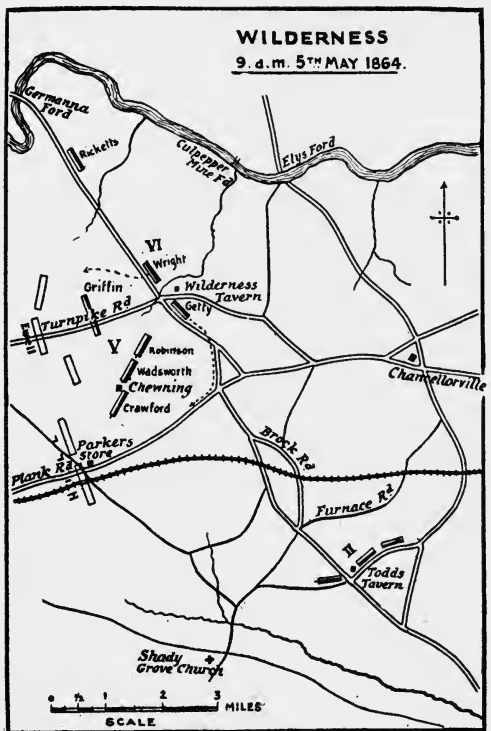 WILDERNESS
9. a.m. 5TH MAY 1864.
Germanna
Ford
Ricketts
Culpepper
Mine Fd
Elys Ford
VI
Wright
Griffin
Wilderness
Tavern
Getty
Ewell
Turnpike Rd
V
Robinson
Wadsworth
Chewning
Crawford
Chancellorville
Parkers
Store
Plank Rd
Brock Rd
Furnace Rd
II
Todds
Tavern
Shady
Grove Church
0 1/2 1 2 3 MILES
SCALE